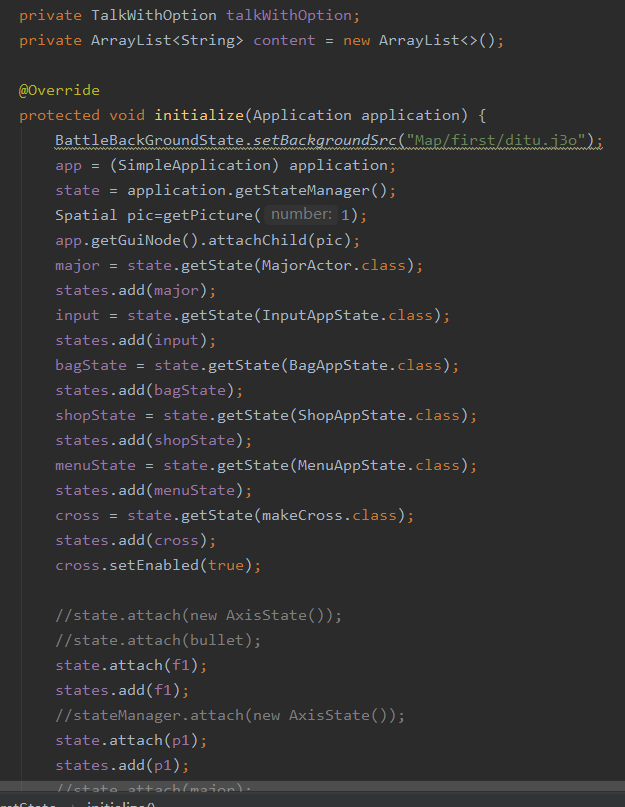 private TalkWithOption talkWithOption;
private ArrayList<String> content = new ArrayList<>();
@Override
protected void initialize(Application application) {
BattleBackGroundState.setBackgroundSrc("Map/first/ditu.j3o");
app = (SimpleApplication) application;
state = application.getStateManager();
Spatial pic=getPicture( number: 1);
app.getGuiNode().attachChild(pic);
major = state.getState(MajorActor.class);
states.add(major);
input = state.getState(InputAppState.class);
states.add(input);
bagState = state.getState(BagAppState.class);
states.add(bagState);
shopState = state.getState(ShopAppState.class);
states.add(shopState);
menuState = state.getState(MenuAppState.class);
states.add(menuState);
cross = state.getState(makeCross.class);
states.add(cross);
cross.setEnabled(true);
//state.attach(new AxisState());
//state.attach(bullet);
state.attach(f1);
states.add(f1);
//stateManager.attach(new AxisState());
state.attach(p1);
states.add(p1);
//state.attach(major);
initialize()